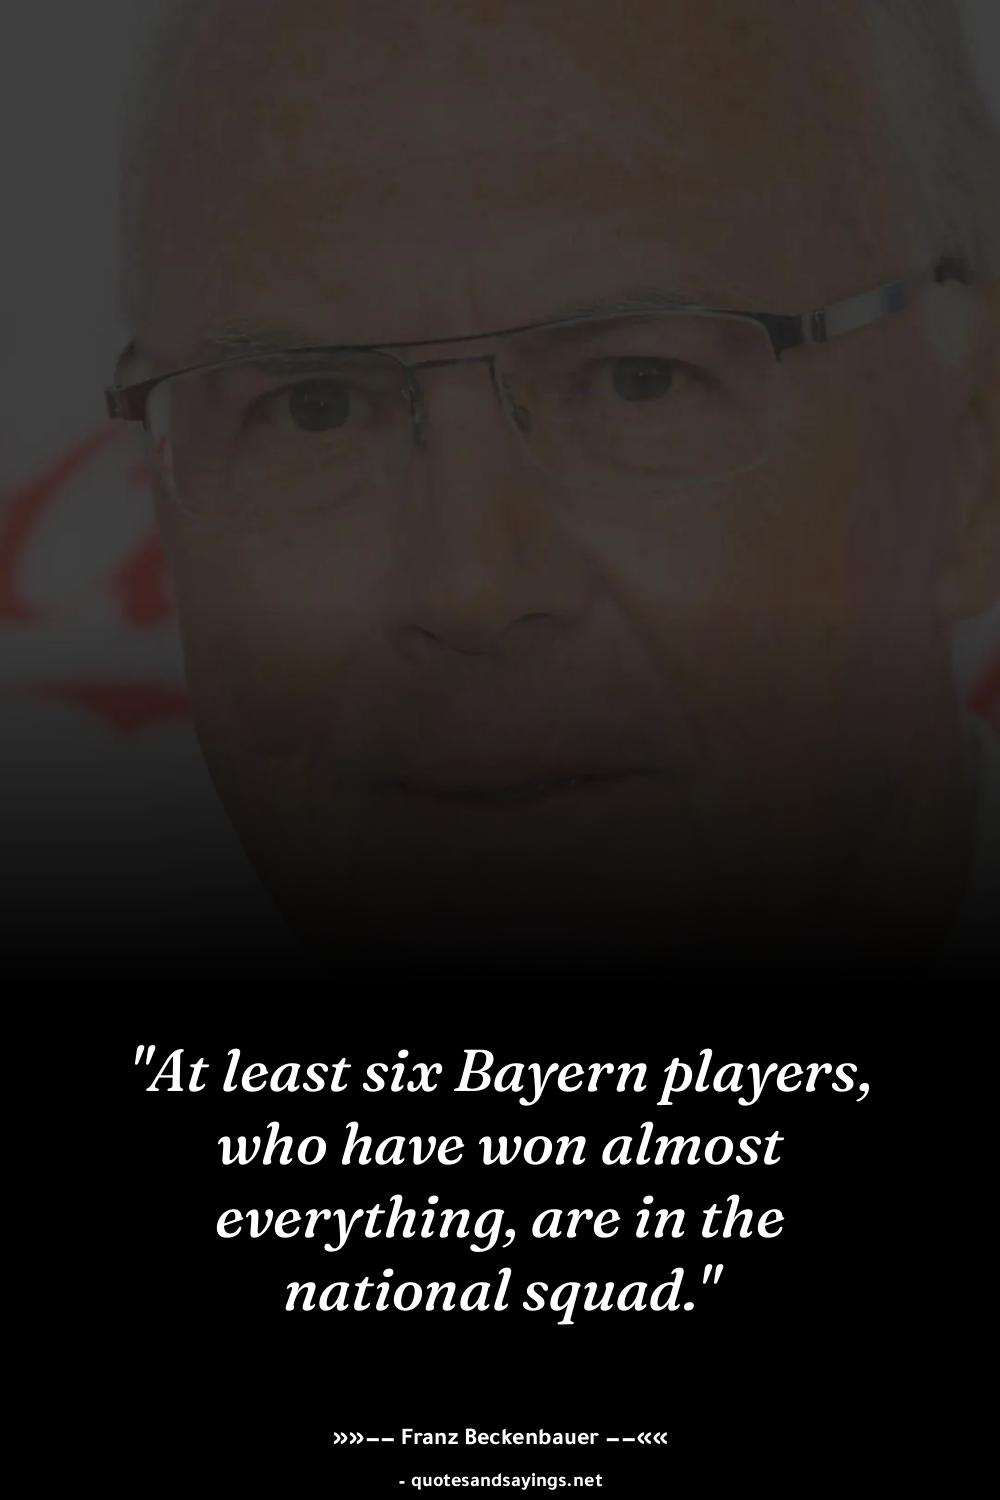 "At least six Bayern players,
who have won almost
everything, are in the
national squad."
»»−− Franz Beckenbauer −−««
- quotesandsayings.net